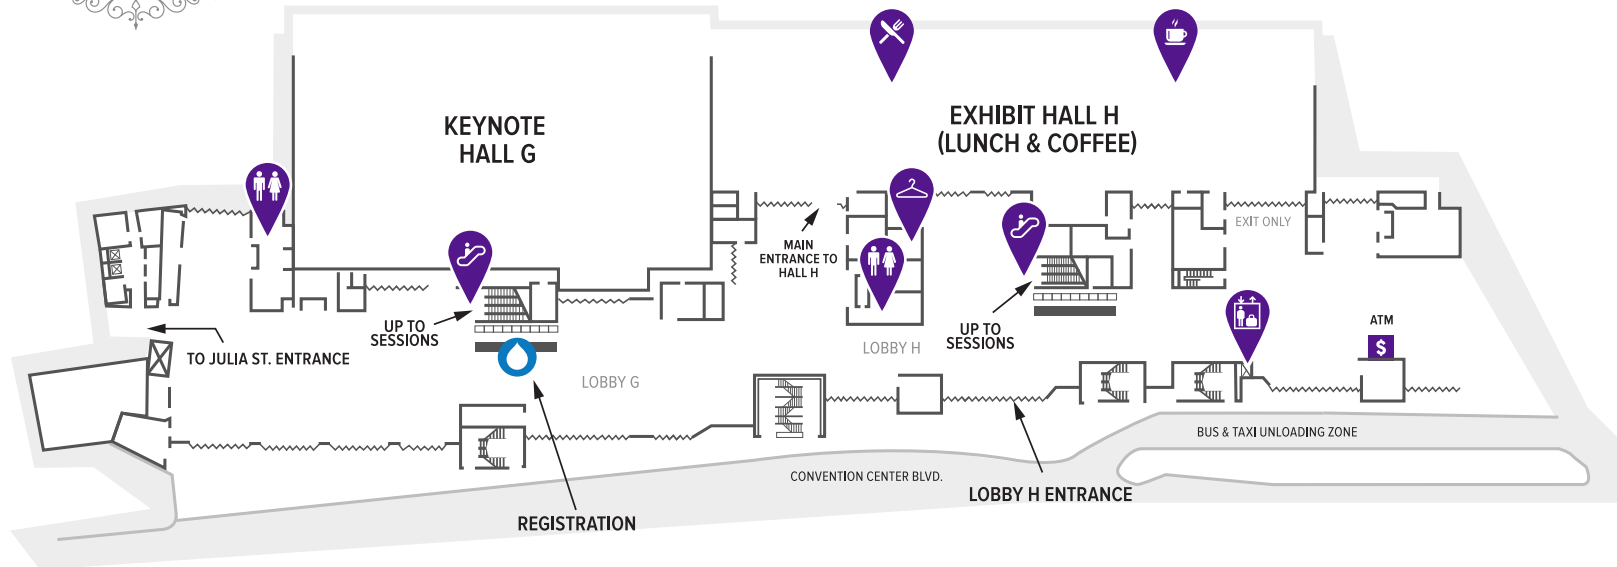 KEYNOTE
HALL G
EXHIBIT HALL H
(LUNCH & COFFEE)
EXIT ONLY
MAIN
ENTRANCE TO
HALL H
UP TO
SESSIONS
UP TO
SESSIONS
TO JULIA ST. ENTRANCE
LOBBY H
ATM
$
LOBBY G
BUS & TAXI UNLOADING ZONE
CONVENTION CENTER BLVD.
LOBBY H ENTRANCE
REGISTRATION